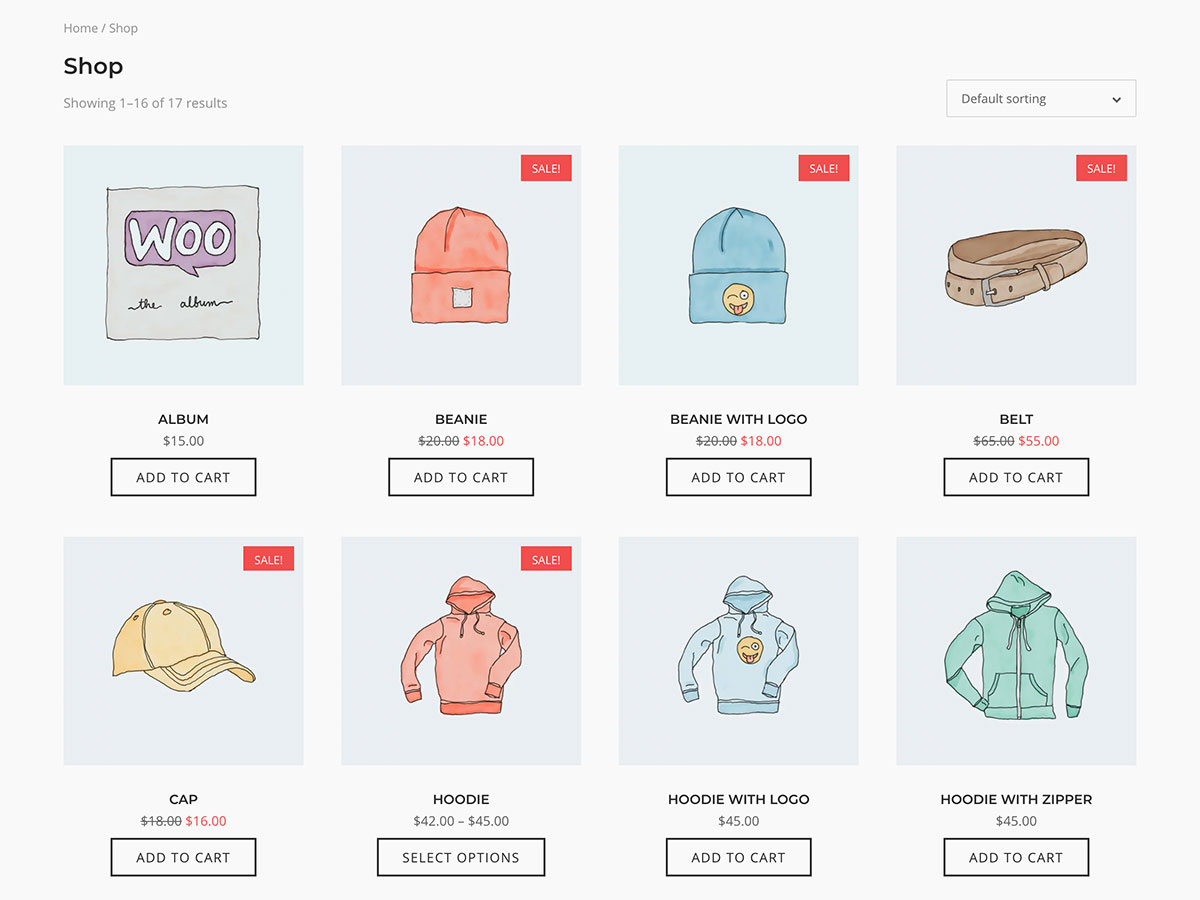 Home / Shop
Shop
Showing 1–16 of 17 results
Default sorting
WOO
the album
SALE!
SALE!
SALE!
ALBUM
$15.00
ADD TO CART
BEANIE
$20.00 $18.00
ADD TO CART
BEANIE WITH LOGO
$20.00 $18.00
ADD TO CART
BELT
$65.00 $55.00
ADD TO CART
SALE!
SALE!
CAP
$18.00 $16.00
ADD TO CART
HOODIE
$42.00 – $45.00
SELECT OPTIONS
HOODIE WITH LOGO
$45.00
ADD TO CART
HOODIE WITH ZIPPER
$45.00
ADD TO CART